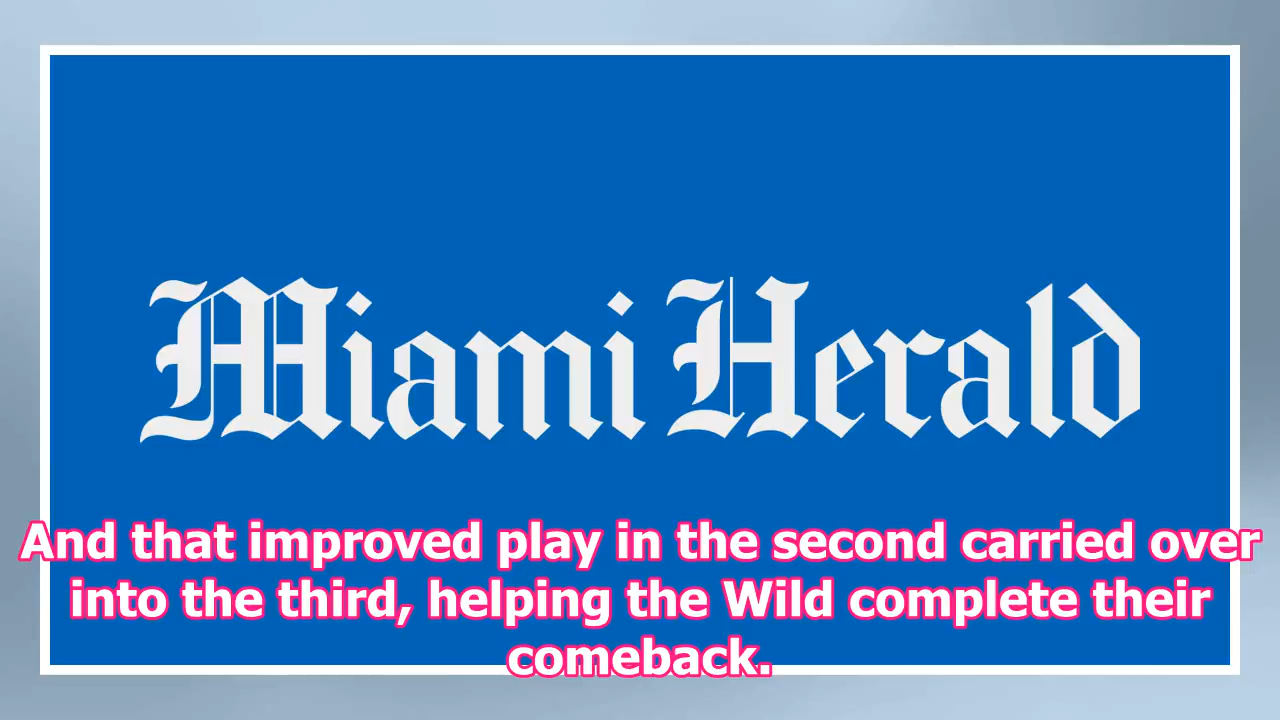 Miami Herald
And that improved play in the second carried over
into the third, helping the Wild complete their
comeback.